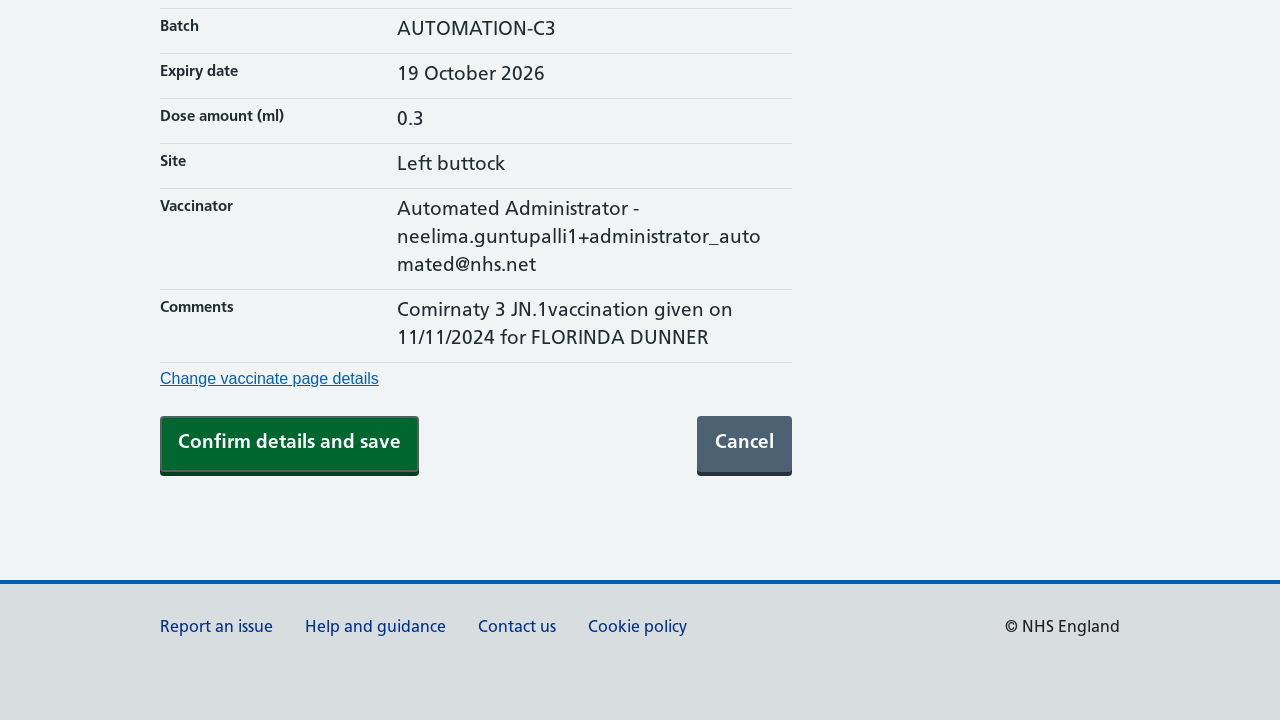 Batch
AUTOMATION-C3
Expiry date
19 October 2026
Dose amount (ml)
0.3
Site
Left buttock
Vaccinator
Automated Administrator -
neelima.guntupalli1+administrator_auto
mated@nhs.net
Comments
Comirnaty 3 JN.1vaccination given on
11/11/2024 for FLORINDA DUNNER
Change vaccinate page details
Confirm details and save
Cancel
Report an issue
Help and guidance
Contact us
Cookie policy
© NHS England